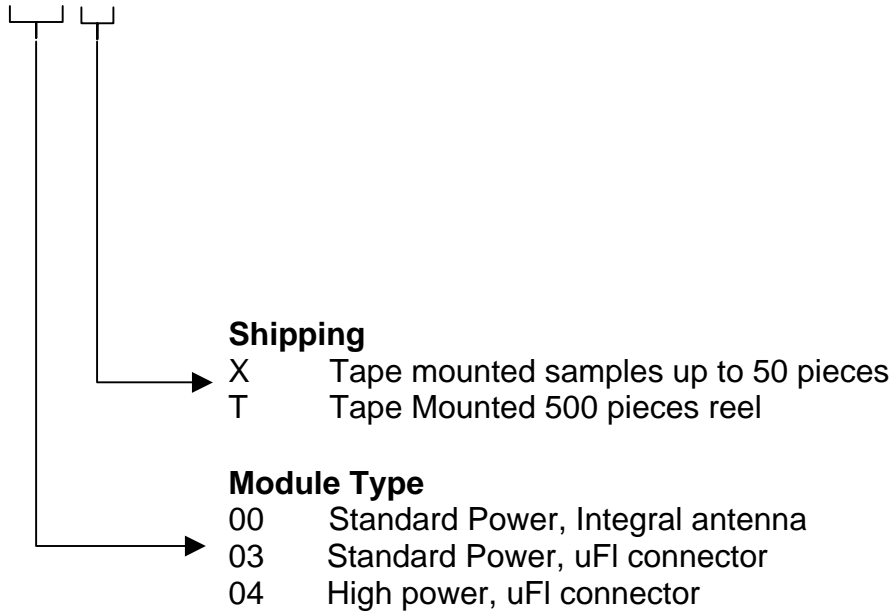 Shipping
X Tape mounted samples up to 50 pieces
T Tape Mounted 500 pieces reel
Module Type
00 Standard Power, Integral antenna
03 Standard Power, uFl connector
04 High power, uFl connector